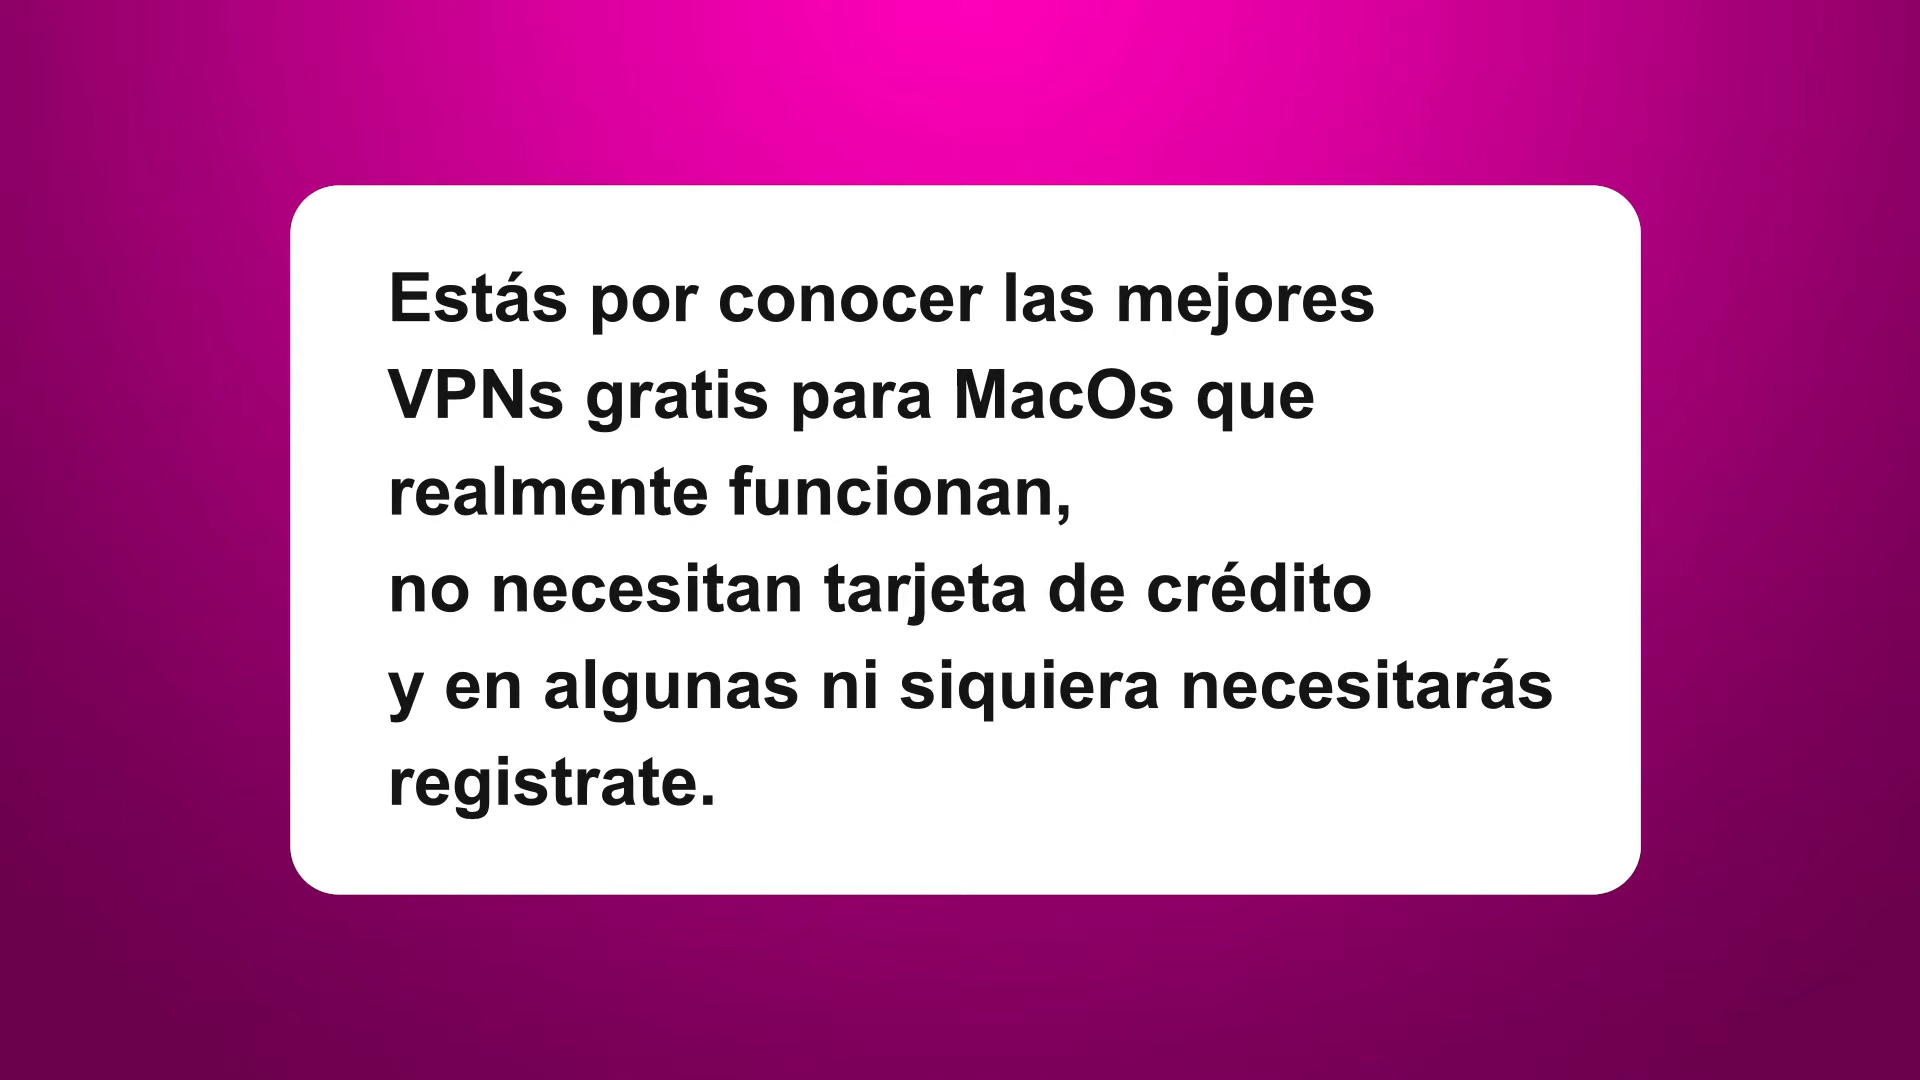 Estás por conocer las mejores
VPNs gratis para MacOs que
realmente funcionan,
no necesitan tarjeta de crédito
y en algunas ni siquiera necesitarás
registrate.